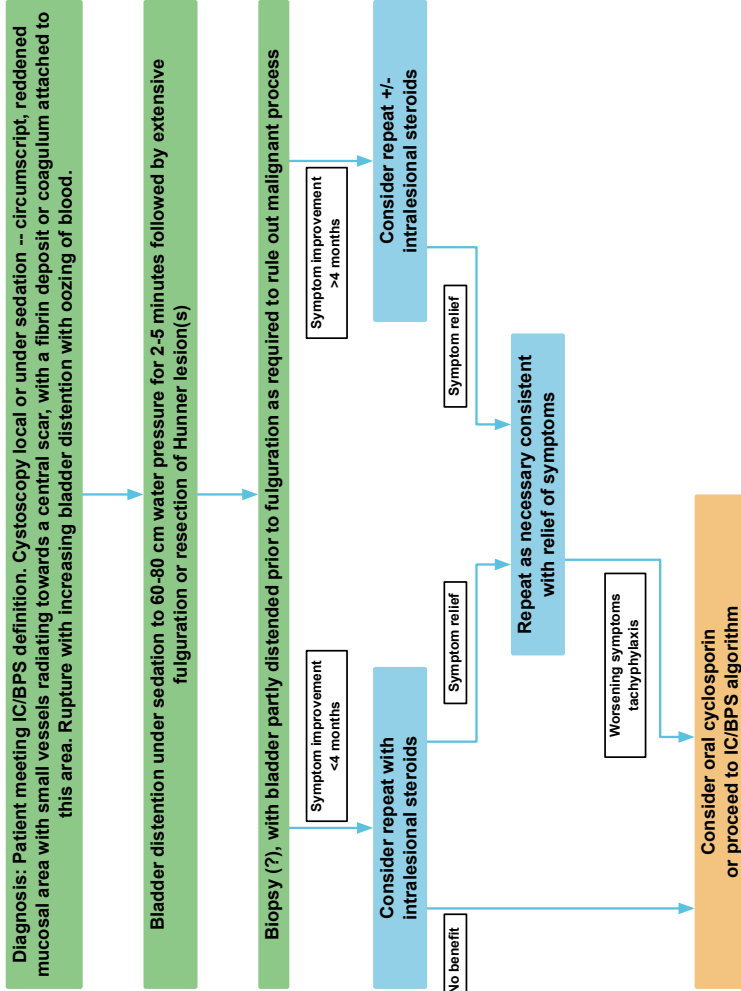 Diagnosis: Patient meeting IC/BPS definition. Cystoscopy local or under sedation -- circumscript, reddened
mucosal area with small vessels radiating towards a central scar, with a fibrin deposit or coagulum attached to
this area. Rupture with increasing bladder distention with oozing of blood.
Bladder distention under sedation to 60-80 cm water pressure for 2-5 minutes followed by extensive
fulguration or resection of Hunner lesion(s)
Biopsy (?), with bladder partly distended prior to fulguration as required to rule out malignant process
Symptom improvement
<4 months
Symptom improvement
>4 months
Consider repeat with
intralesional steroids
Consider repeat +/-
intralesional steroids
No benefit
Symptom relief
Symptom relief
Repeat as necessary consistent
with relief of symptoms
Worsening symptoms
tachyphylaxis
Consider oral cyclosporin
or proceed to IC/BPS algorithm